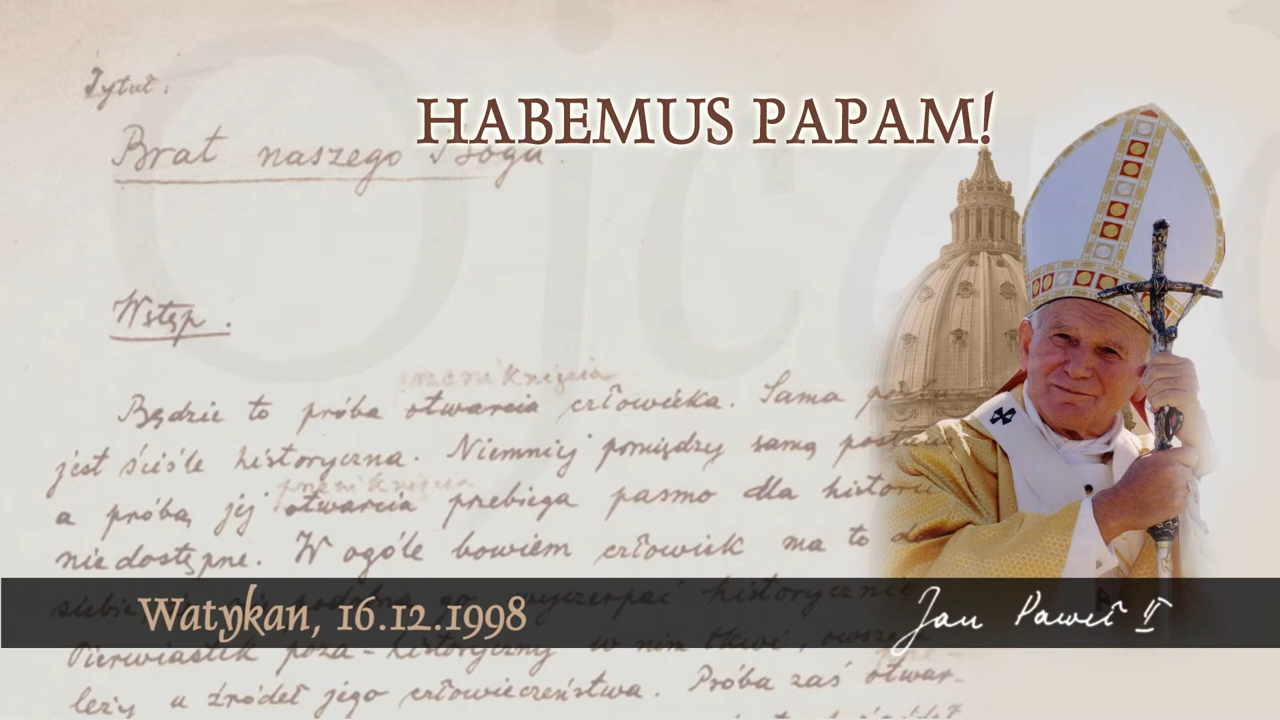 HABEMUS PAPAM!
Tytuł:
Brat naszego Boga.
Wstęp.
Będzie to próba otwarcia człowieka. Sama
jest ściśle historyczna. Niemniej pomiędzy samą
a próbą jej otwarcia przebiega pasmo dla
niedostępne. W ogóle bowiem człowiek ma to
wyczerpać historycznie
Pierwiastek poza-historyczny w nim tkwi, owszem
leży u źródeł jego człowieczeństwa. Próba zaś otwar-
Watykan, 16.12.1998
Jan Paweł II